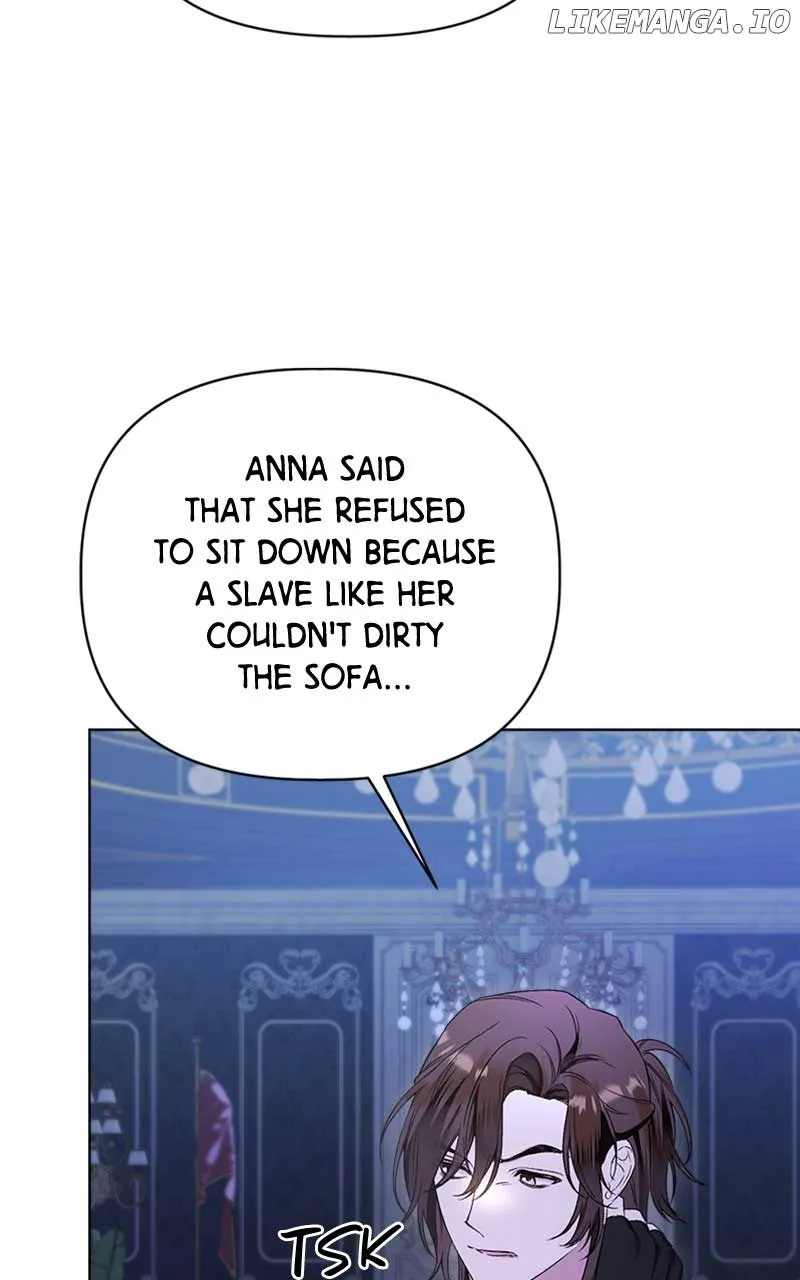 LIKEMANGA.IO
ANNA SAID
THAT SHE REFUSED
TO SIT DOWN BECAUSE
A SLAVE LIKE HER
COULDN'T DIRTY
THE SOFA...
TSK